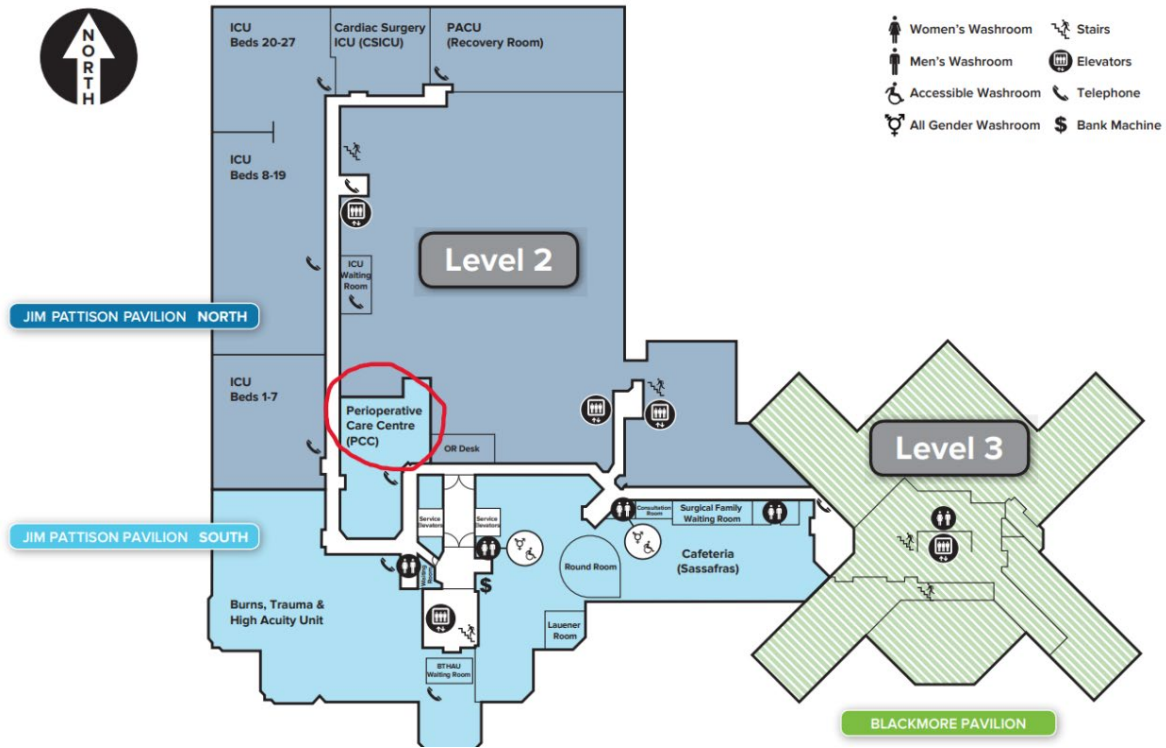 NORTH
ICU
Beds 20-27
Cardiac Surgery
ICU (CSICU)
PACU
(Recovery Room)
Women's Washroom
Stairs
Men's Washroom
Elevators
Accessible Washroom
Telephone
All Gender Washroom
$ Bank Machine
ICU
Beds 8-19
Level 2
ICU
Waiting
Room
JIM PATTISON PAVILION NORTH
ICU
Beds 1-7
Perioperative
Care Centre
(PCC)
OR Desk
Level 3
Service
Elevators
Service
Elevators
Consultation
Room
Surgical Family
Waiting Room
JIM PATTISON PAVILION SOUTH
Cafeteria
(Sassafras)
Round Room
Waiting
Room
$
Burns, Trauma &
High Acuity Unit
Lauener
Room
BTHAU
Waiting Room
BLACKMORE PAVILION